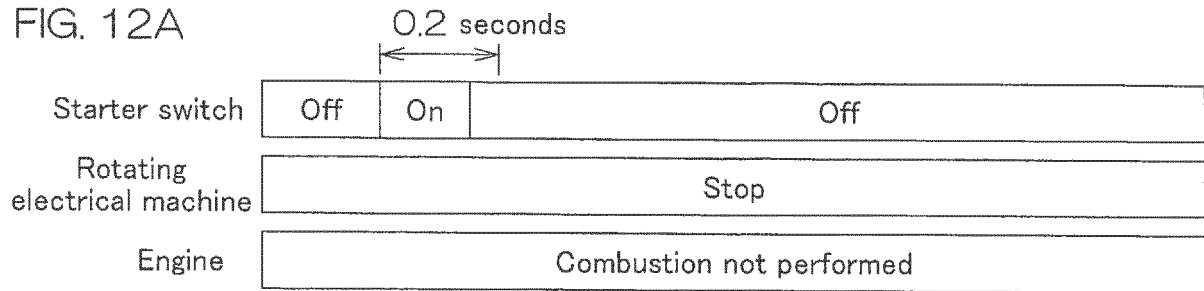 FIG. 12A
0.2 seconds
Starter switch
Off
On
Off
Rotating
electrical machine
Stop
Engine
Combustion not performed